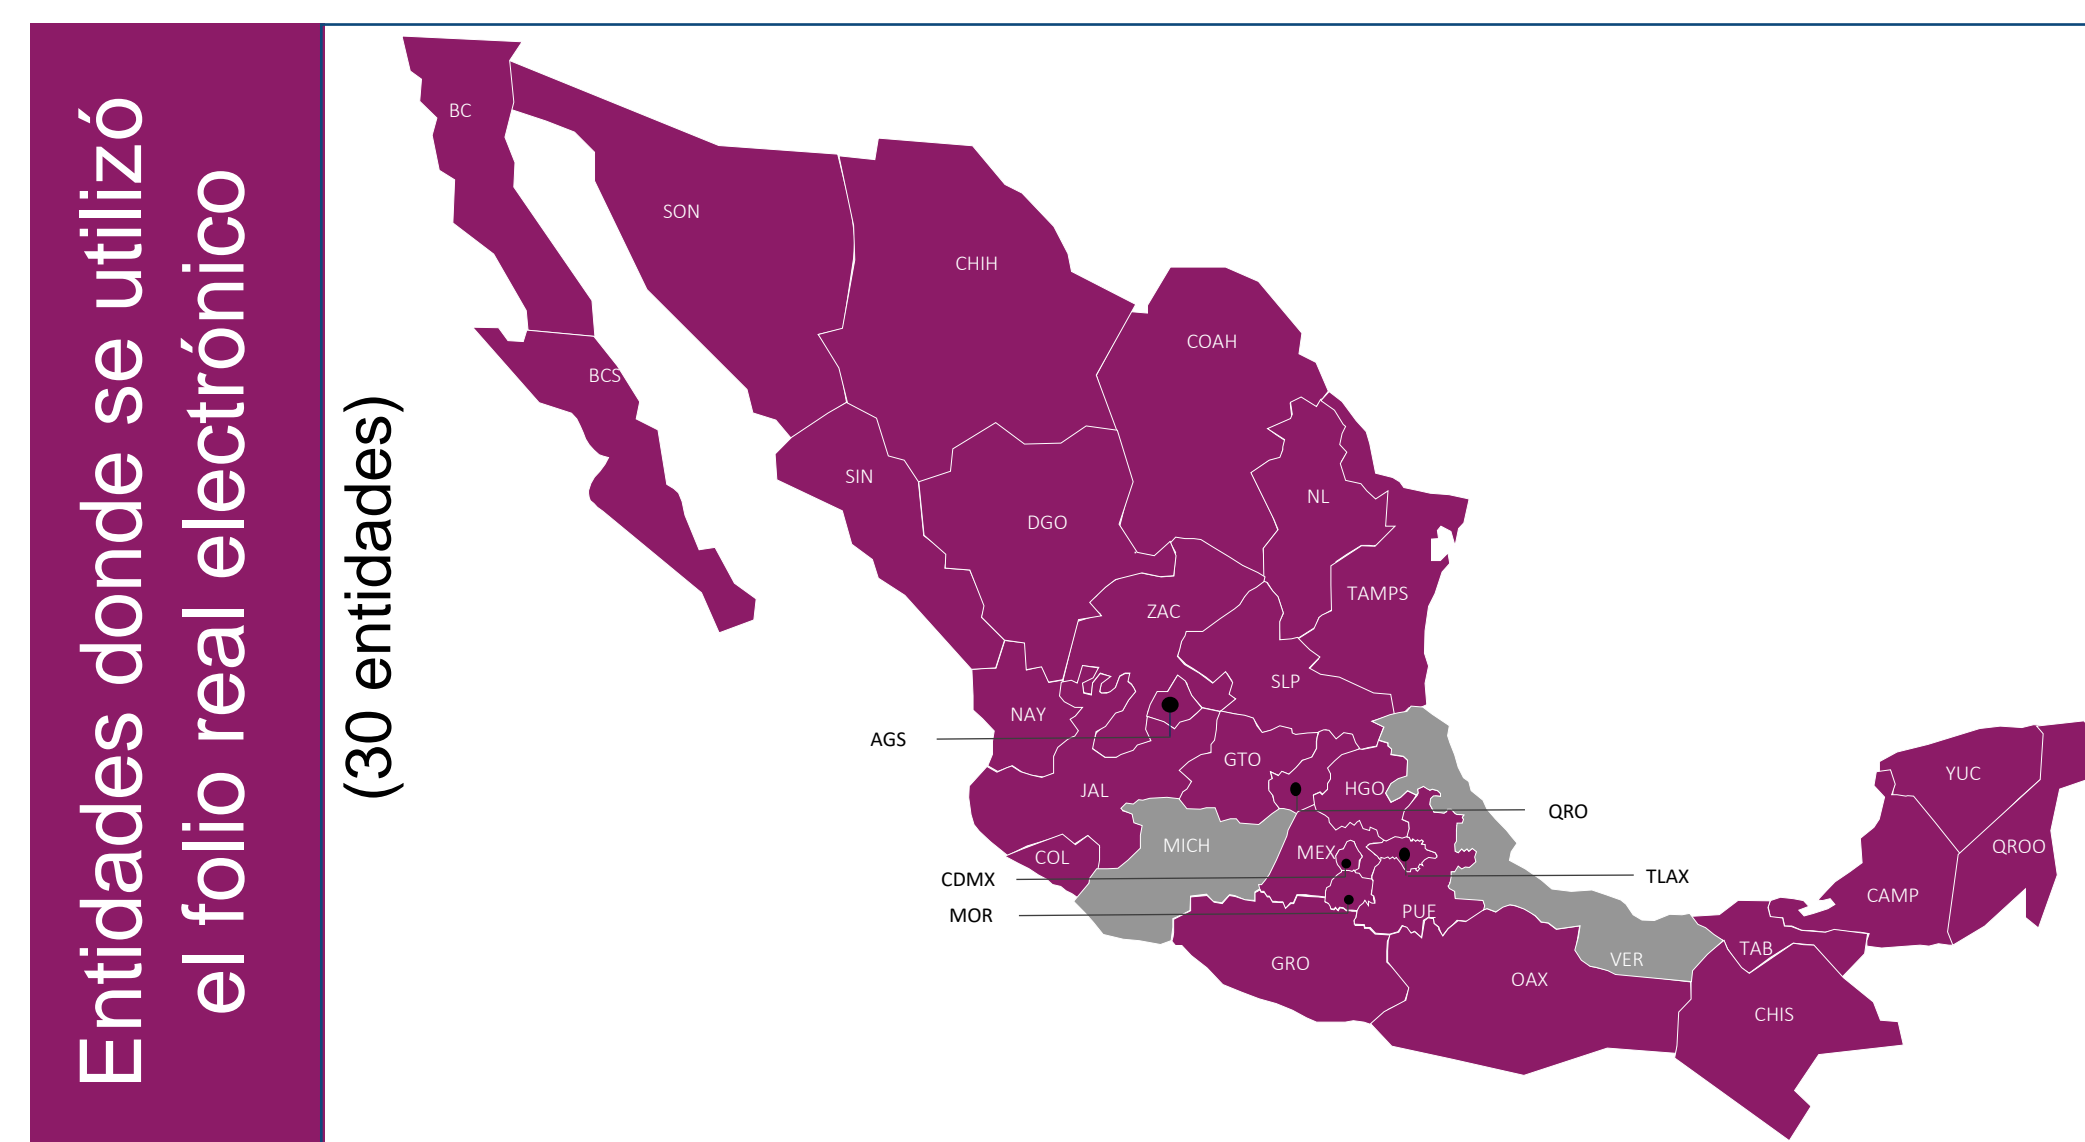 Entidades donde se utilizó
el folio real electrónico
(30 entidades)
BC
SON
CHIH
COAH
BCS
SIN
NL
DGO
TAMPS
ZAC
SLP
NAY
AGS
GTO
YUC
JAL
HGO
QRO
MICH
QROO
MEX
COL
TLAX
CDMX
CAMP
MOR
PUE
TAB
VER
GRO
OAX
CHIS